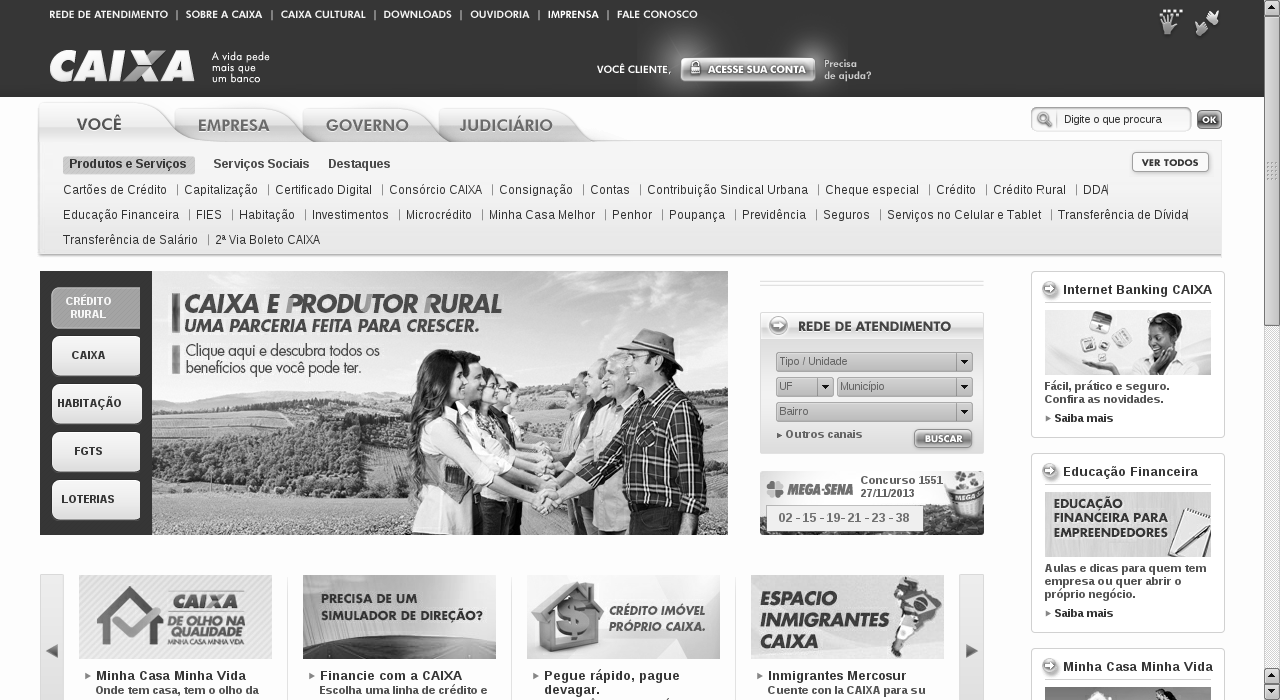 REDE DE ATENDIMENTO | SOBRE A CAIXA | CAIXA CULTURAL | DOWNLOADS | OUVIDORIA | IMPRENSA | FALE CONOSCO
CAIXA
A vida pede
mais que
um banco
VOCÊ CLIENTE,
ACESSE SUA CONTA
Precisa
de ajuda?
VOCÊ
EMPRESA
GOVERNO
JUDICIÁRIO
Digite o que procura
OK
Produtos e Serviços
Serviços Sociais
Destaques
VER TODOS
Cartões de Crédito | Capitalização | Certificado Digital | Consórcio CAIXA | Consignação | Contas | Contribuição Sindical Urbana | Cheque especial | Crédito | Crédito Rural | DDA|
Educação Financeira | FIES | Habitação | Investimentos | Microcrédito | Minha Casa Melhor | Penhor | Poupança | Previdência | Seguros | Serviços no Celular e Tablet | Transferência de Dívida|
Transferência de Salário | 2ª Via Boleto CAIXA
CRÉDITO
RURAL
CAIXA
HABITAÇÃO
FGTS
LOTERIAS
CAIXA E PRODUTOR RURAL
UMA PARCERIA FEITA PARA CRESCER.
Clique aqui e descubra todos os
benefícios que você pode ter.
REDE DE ATENDIMENTO
Tipo / Unidade
UF
Município
Bairro
Outros canais
BUSCAR
MEGA-SENA
Concurso 1551
27/11/2013
MEGA
02 - 15 - 19- 21 - 23 - 38
Internet Banking CAIXA
Fácil, prático e seguro.
Confira as novidades.
Saiba mais
Educação Financeira
EDUCAÇÃO
FINANCEIRA PARA
EMPREENDEDORES
Aulas e dicas para quem tem
empresa ou quer abrir o
próprio negócio.
Saiba mais
Minha Casa Minha Vida
CAIXA
DE OLHO NA
QUALIDADE
MINHA CASA MINHA VIDA
Minha Casa Minha Vida
Onde tem casa, tem o olho da
PRECISA DE UM
SIMULADOR DE DIREÇÃO?
Financie com a CAIXA
Escolha uma linha de crédito e
$
CRÉDITO IMÓVEL
PRÓPRIO CAIXA.
Pegue rápido, pague
devagar.
ESPACIO
INMIGRANTES
CAIXA
Inmigrantes Mercosur
Cuente con la CAIXA para su